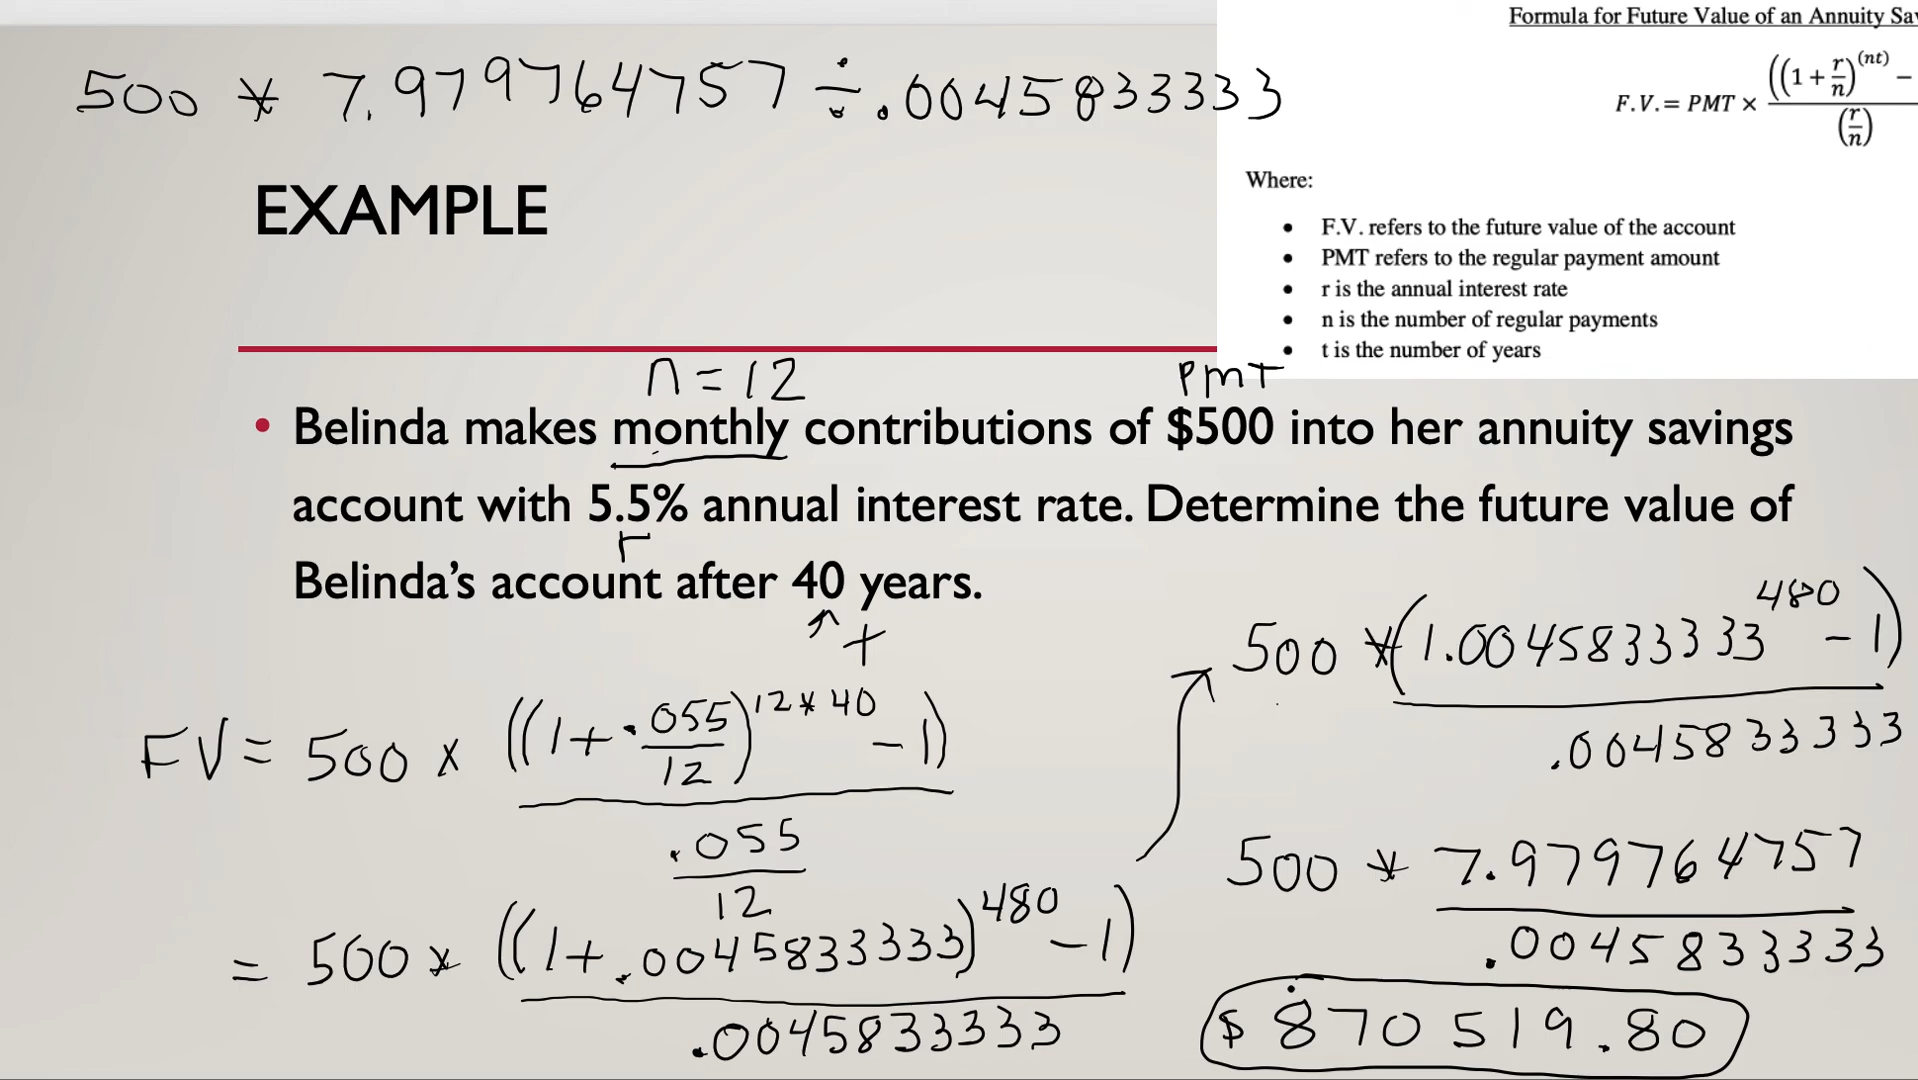 500 * 7.979764757 ÷ .0045833333
Formula for Future Value of an Annuity Sav
F.V. = PMT × ((1 + r/n)^(nt) − / (r/n)
Where:
• F.V. refers to the future value of the account
• PMT refers to the regular payment amount
• r is the annual interest rate
• n is the number of regular payments
• t is the number of years
EXAMPLE
n = 12
PMT
• Belinda makes monthly contributions of $500 into her annuity savings
account with 5.5% annual interest rate. Determine the future value of
r
Belinda's account after 40 years.
t
FV = 500 × ((1 + .055/12)^12*40 − 1) / .055/12
= 500 * ((1 + .0045833333)^480 − 1) / .0045833333
500 * (1.0045833333^480 − 1) / .0045833333
500 * 7.979764757 / .0045833333
$ 870519.80